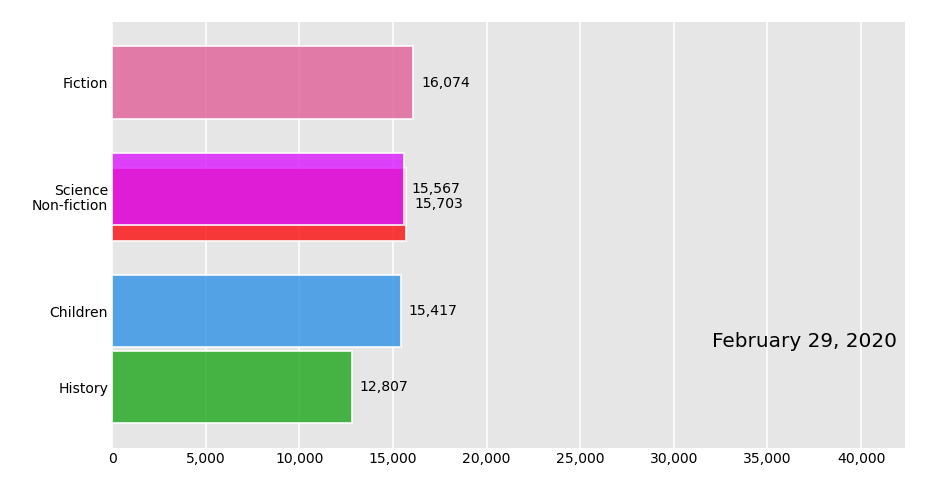 Fiction 16,074
Science 15,567
Non-fiction 15,703
Children 15,417
February 29, 2020
History 12,807
0 5,000 10,000 15,000 20,000 25,000 30,000 35,000 40,000